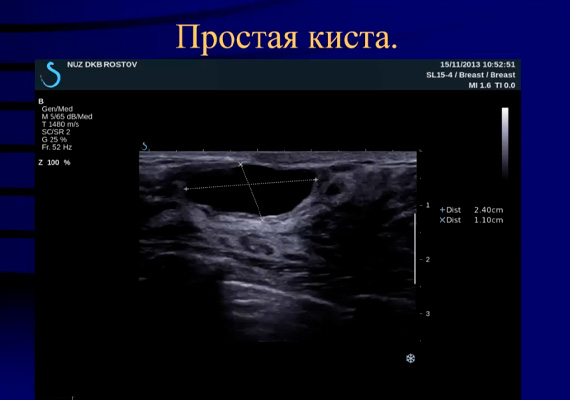 Простая киста.
NUZ DKB ROSTOV
15/11/2013 10:52:51
SL15-4 / Breast / Breast
MI 1.6 TI 0.0
B
Gen/Med
M 5/65 dB/Med
T 1480 m/s
SC/SR 2
G 25 %
Fr. 52 Hz
Z 100 %
+Dist 2.40cm
×Dist 1.10cm
1
2
3